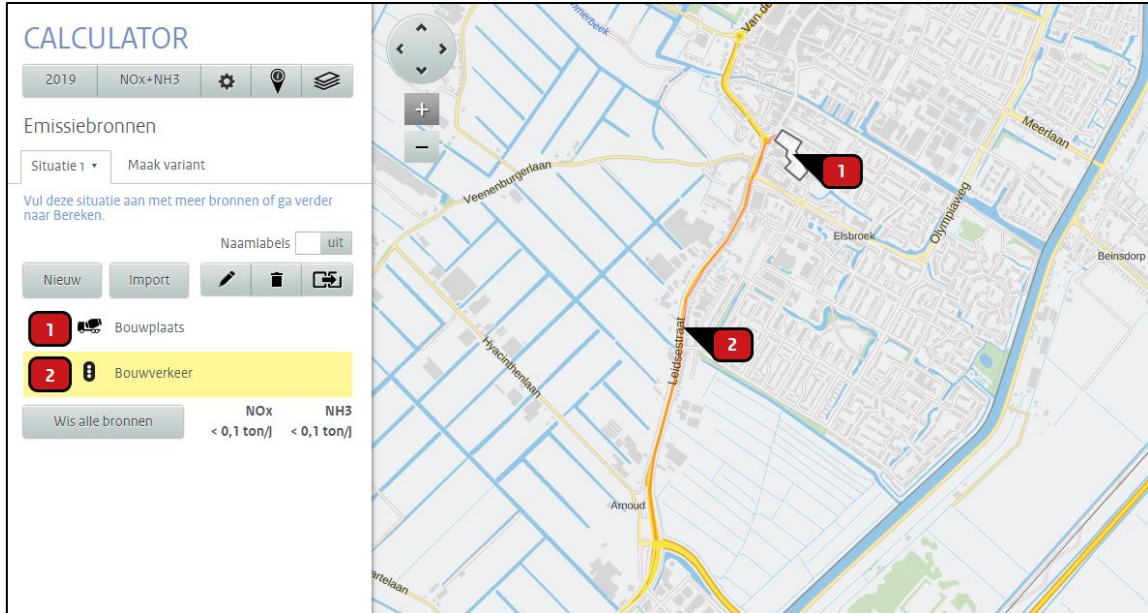 CALCULATOR
2019 NOx+NH3
Emissiebronnen
Situatie 1 Maak variant
Vul deze situatie aan met meer bronnen of ga verder
naar Bereken.
Naamlabels uit
Nieuw Import
1 Bouwplaats
2 Bouwverkeer
Wis alle bronnen
NOx NH3
< 0,1 ton/J < 0,1 ton/J
Van de
Meerlaan
1
Veenenburgerlaan
Olympiaweg
Elsbroek
Beinsdorp
Hyacinthenlaan
Leidsestraat
2
Arnoud
artelaan